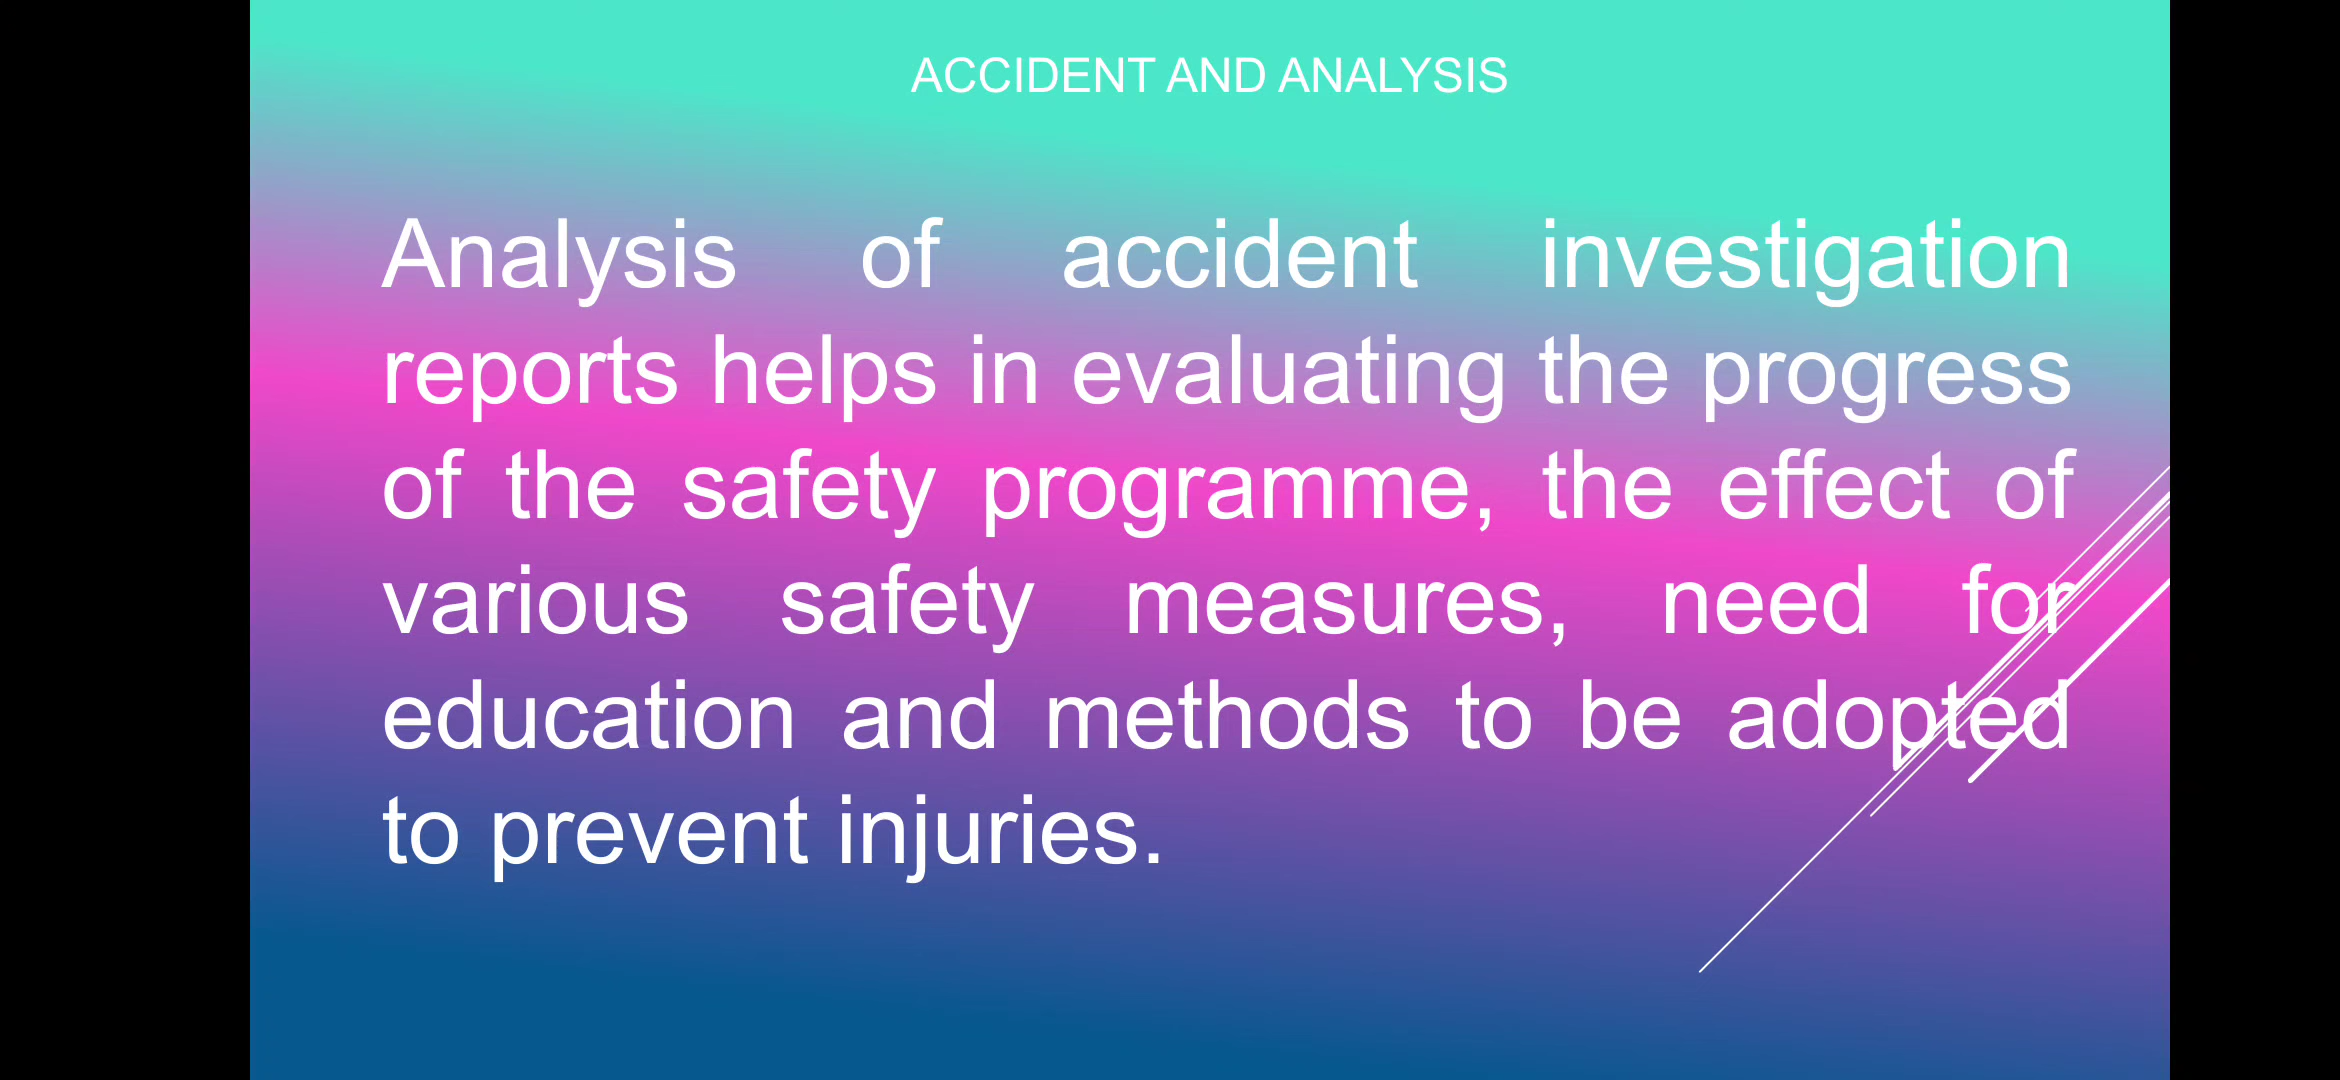 ACCIDENT AND ANALYSIS
Analysis of accident investigation
reports helps in evaluating the progress
of the safety programme, the effect of
various safety measures, need for
education and methods to be adopted
to prevent injuries.